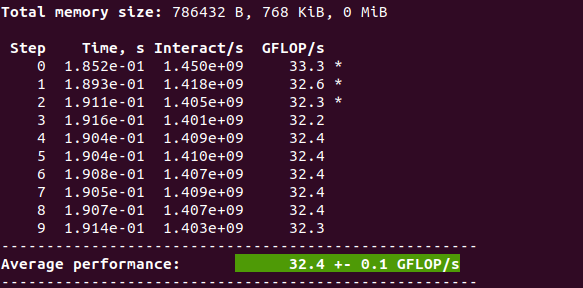 Total memory size: 786432 B, 768 KiB, 0 MiB
Step Time, s Interact/s GFLOP/s
0 1.852e-01 1.450e+09 33.3 *
1 1.893e-01 1.418e+09 32.6 *
2 1.911e-01 1.405e+09 32.3 *
3 1.916e-01 1.401e+09 32.2
4 1.904e-01 1.409e+09 32.4
5 1.904e-01 1.410e+09 32.4
6 1.908e-01 1.407e+09 32.4
7 1.905e-01 1.409e+09 32.4
8 1.907e-01 1.407e+09 32.4
9 1.914e-01 1.403e+09 32.3
-----------------------------------------------------
Average performance: 32.4 +- 0.1 GFLOP/s
-----------------------------------------------------